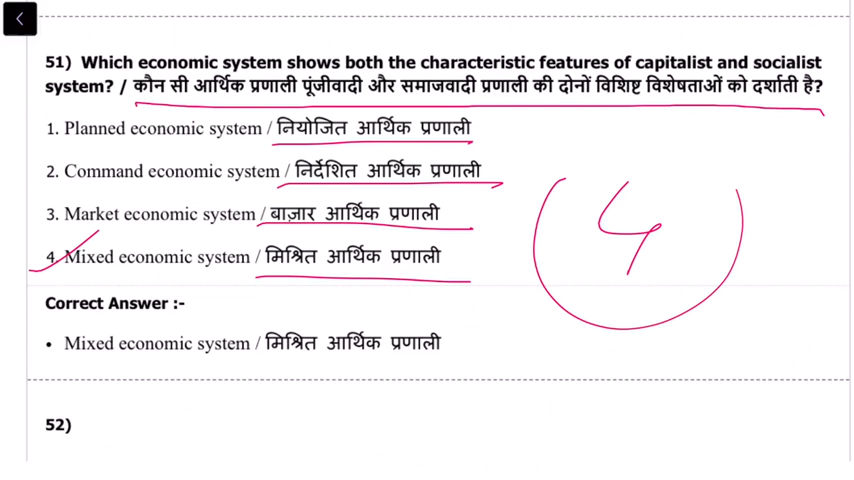 51) Which economic system shows both the characteristic features of capitalist and socialist
system? / कौन सी आर्थिक प्रणाली पूंजीवादी और समाजवादी प्रणाली की दोनों विशिष्ट विशेषताओं को दर्शाती है?
1. Planned economic system / नियोजित आर्थिक प्रणाली
2. Command economic system / निर्देशित आर्थिक प्रणाली
3. Market economic system / बाज़ार आर्थिक प्रणाली
4. Mixed economic system / मिश्रित आर्थिक प्रणाली
4
Correct Answer :-
• Mixed economic system / मिश्रित आर्थिक प्रणाली
52)